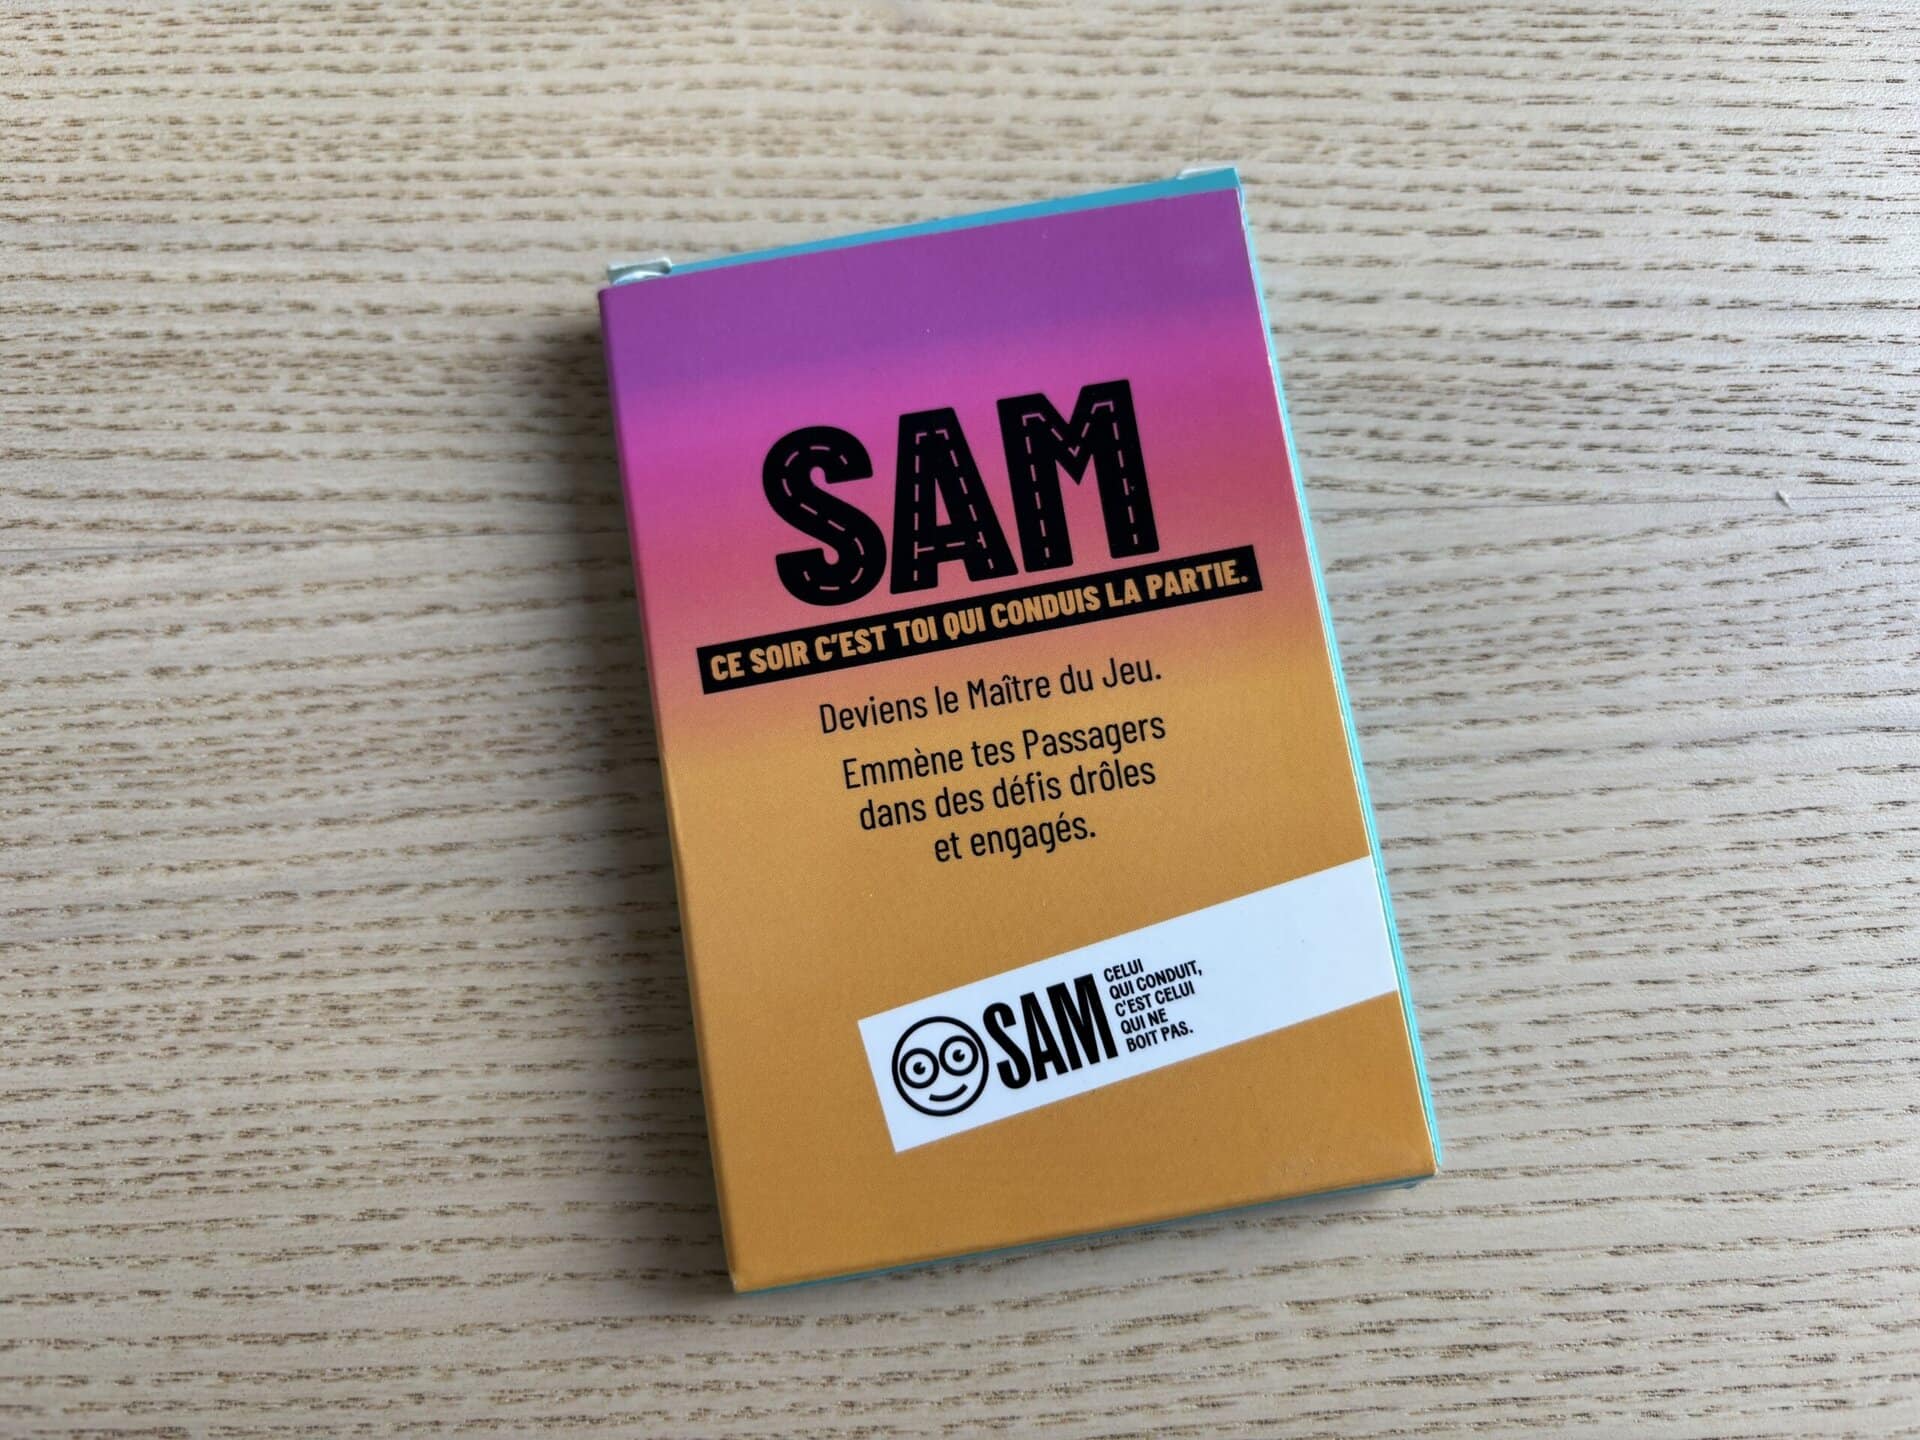 SAM
CE SOIR C'EST TOI QUI CONDUIS LA PARTIE.
Deviens le Maître du Jeu.
Emmène tes Passagers
dans des défis drôles
et engagés.
SAM
CELUI
QUI CONDUIT,
C'EST CELUI
QUI NE
BOIT PAS.